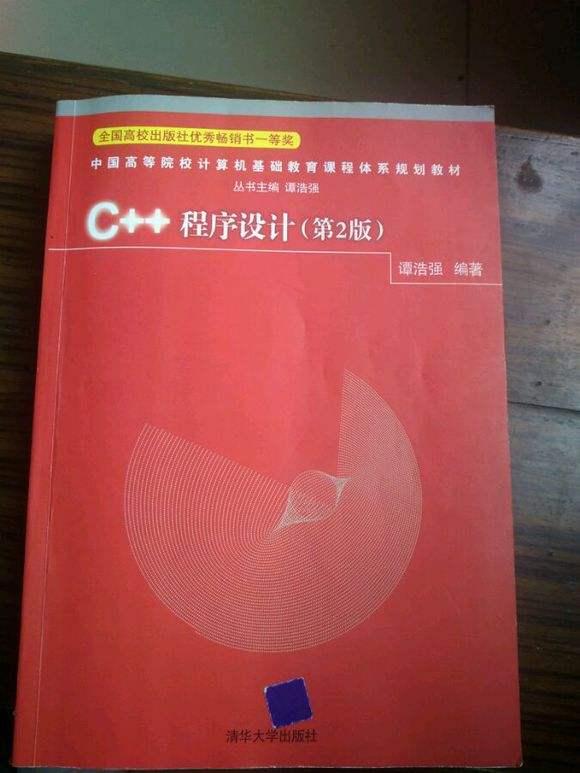 全国高校出版社优秀畅销书一等奖
中国高等院校计算机基础教育课程体系规划教材
丛书主编 谭浩强
C++ 程序设计(第2版)
谭浩强 编著
清华大学出版社